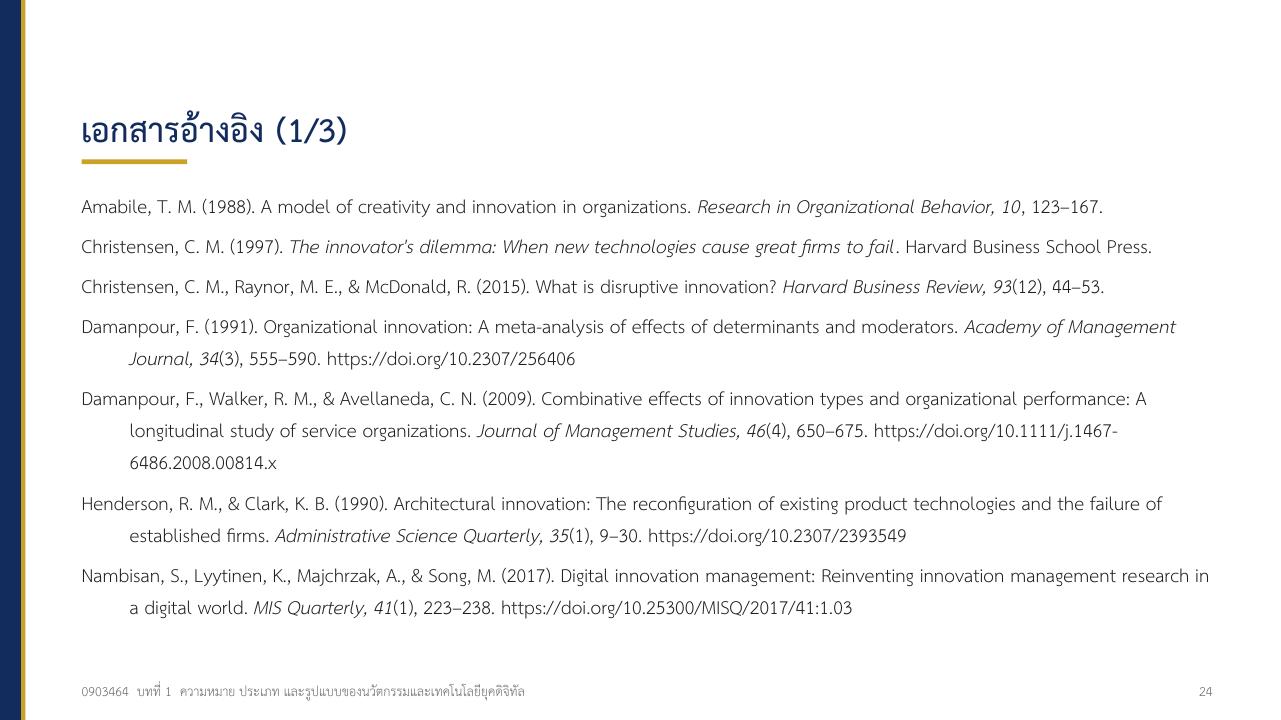 เอกสารอ้างอิง (1/3)
Amabile, T. M. (1988). A model of creativity and innovation in organizations. Research in Organizational Behavior, 10, 123–167.
Christensen, C. M. (1997). The innovator's dilemma: When new technologies cause great firms to fail. Harvard Business School Press.
Christensen, C. M., Raynor, M. E., & McDonald, R. (2015). What is disruptive innovation? Harvard Business Review, 93(12), 44–53.
Damanpour, F. (1991). Organizational innovation: A meta-analysis of effects of determinants and moderators. Academy of Management
Journal, 34(3), 555–590. https://doi.org/10.2307/256406
Damanpour, F., Walker, R. M., & Avellaneda, C. N. (2009). Combinative effects of innovation types and organizational performance: A
longitudinal study of service organizations. Journal of Management Studies, 46(4), 650–675. https://doi.org/10.1111/j.1467-
6486.2008.00814.x
Henderson, R. M., & Clark, K. B. (1990). Architectural innovation: The reconfiguration of existing product technologies and the failure of
established firms. Administrative Science Quarterly, 35(1), 9–30. https://doi.org/10.2307/2393549
Nambisan, S., Lyytinen, K., Majchrzak, A., & Song, M. (2017). Digital innovation management: Reinventing innovation management research in
a digital world. MIS Quarterly, 41(1), 223–238. https://doi.org/10.25300/MISQ/2017/41:1.03
0903464 บทที่ 1 ความหมาย ประเภท และรูปแบบของนวัตกรรมและเทคโนโลยียุคดิจิทัล
24